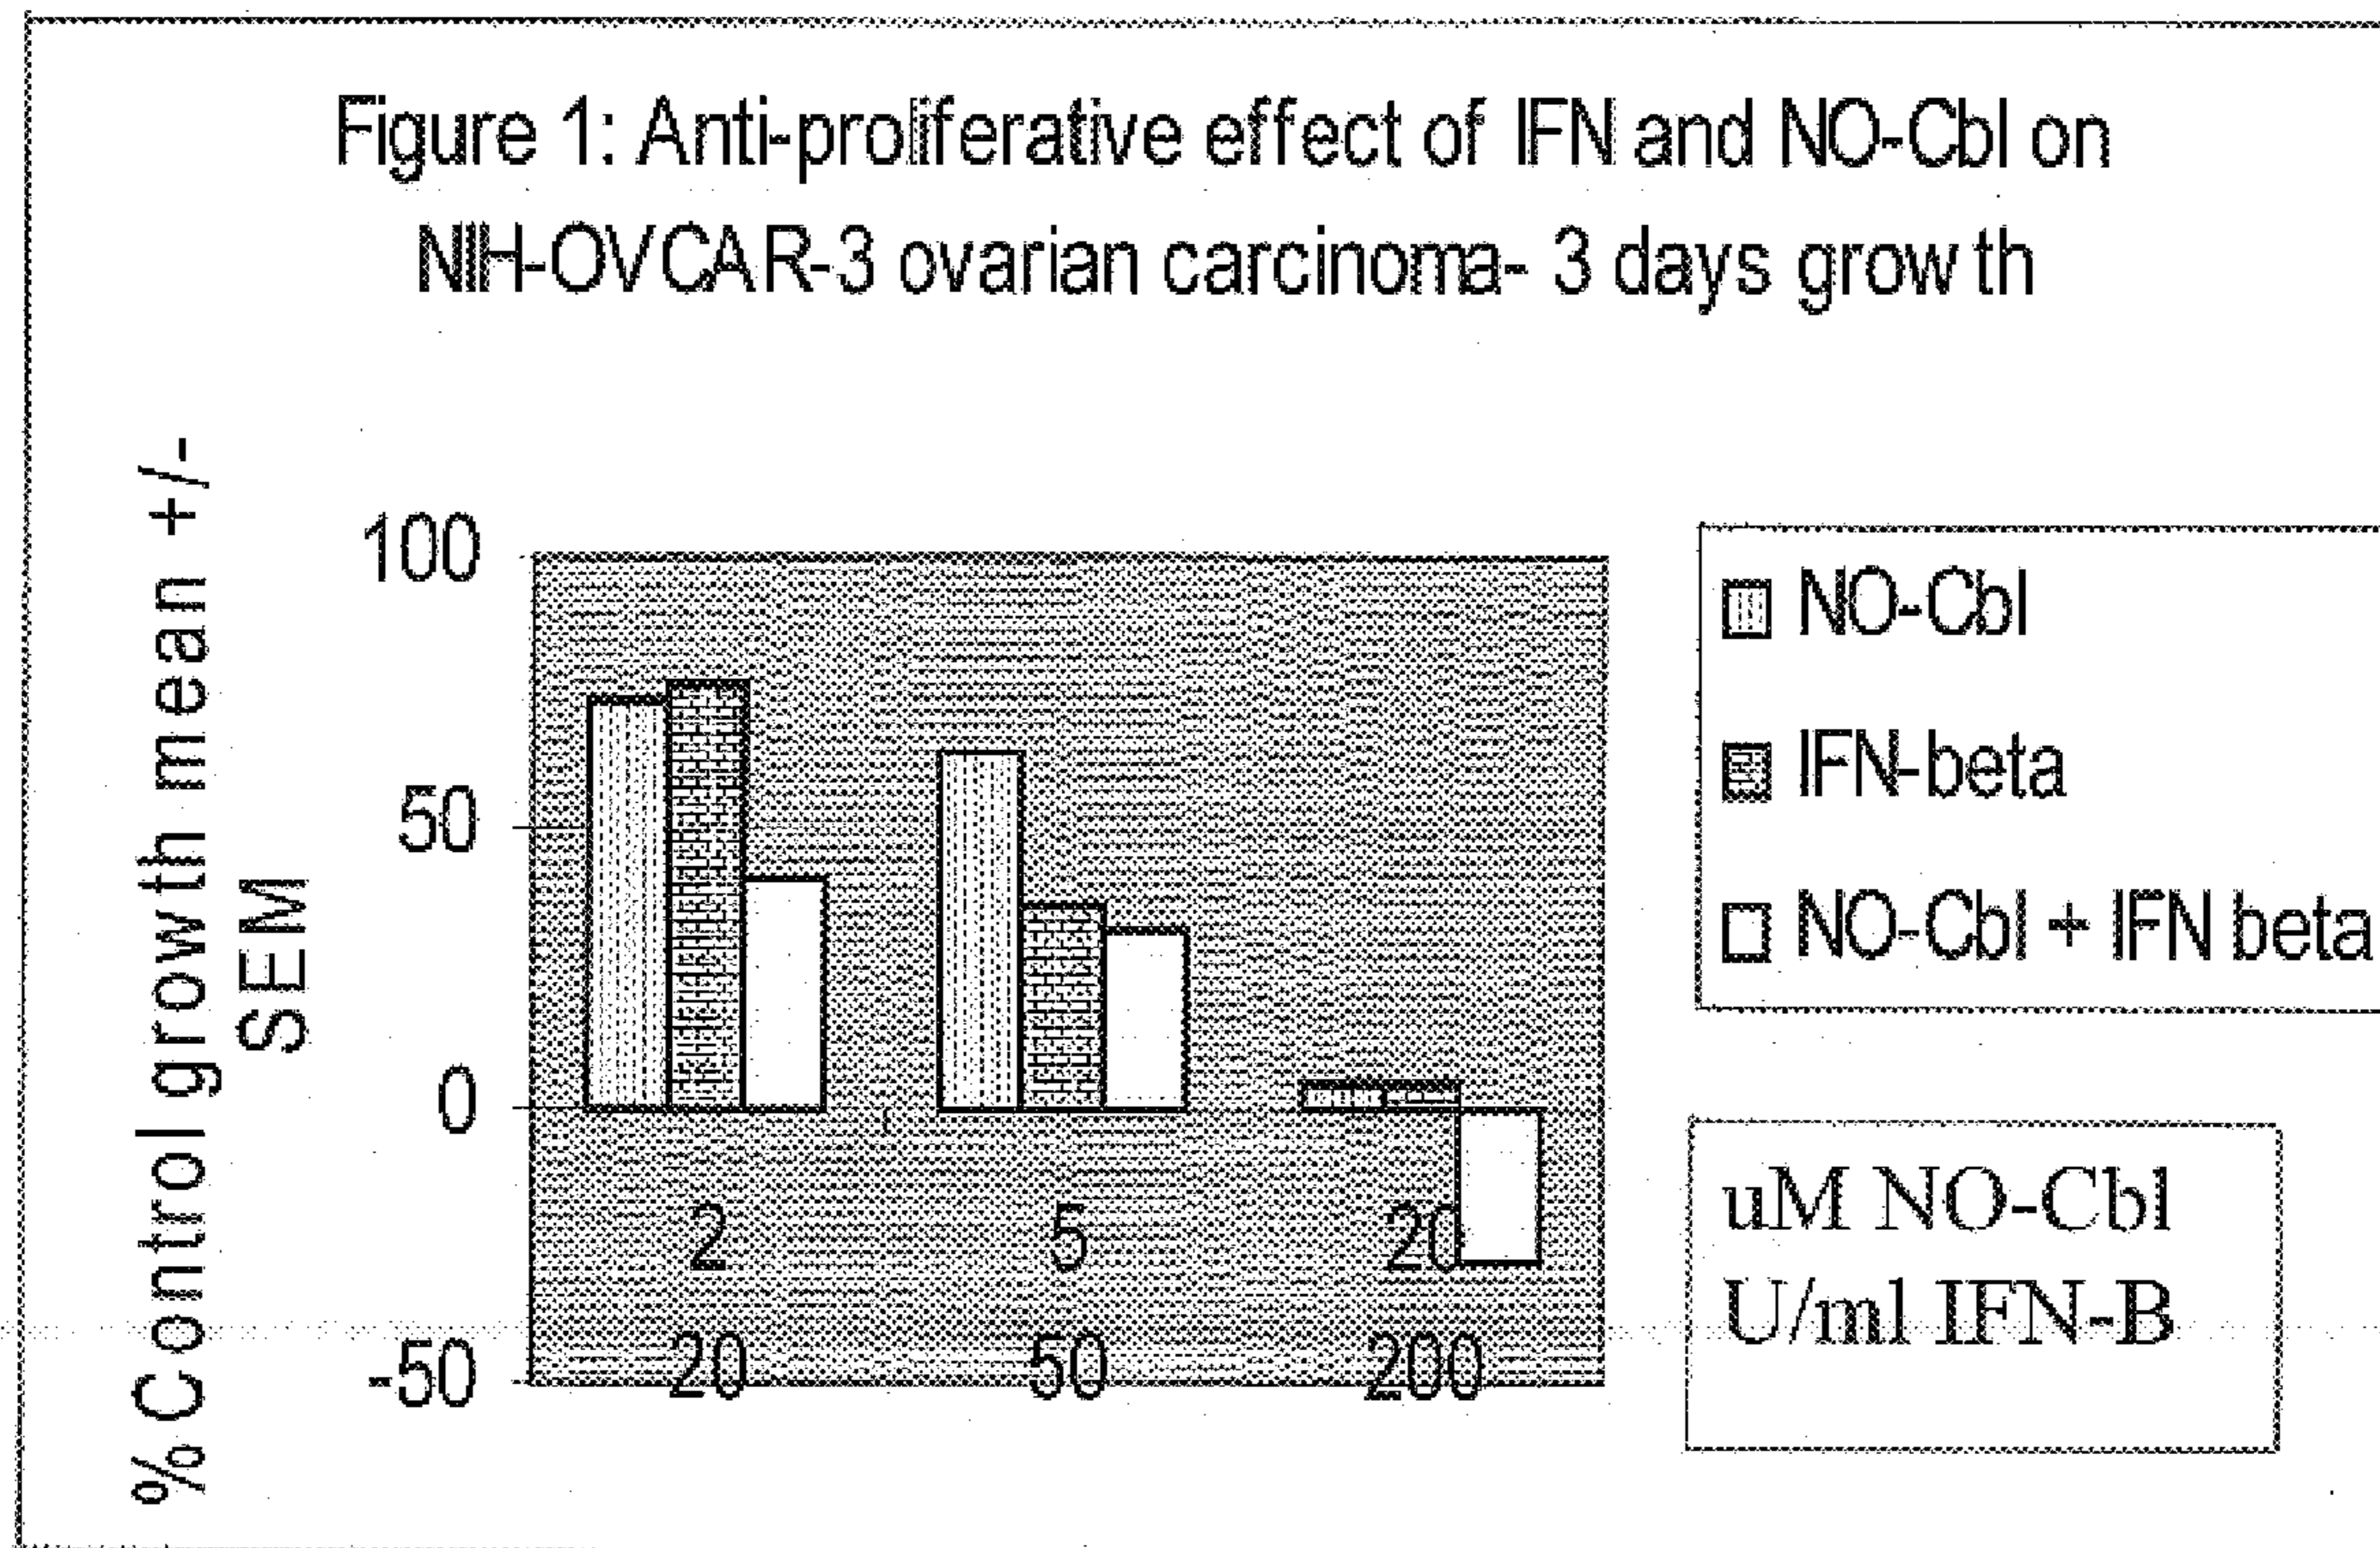 Figure 1: Anti-proliferative effect of IFN and NO-Cbl on
NIH-OVCAR-3 ovarian carcinoma- 3 days growth
% Control growth mean +/-
SEM
100
50
0
-50
2
5
20
20
50
200
NO-Cbl
IFN-beta
NO-Cbl + IFN beta
uM NO-Cbl
U/ml IFN-B